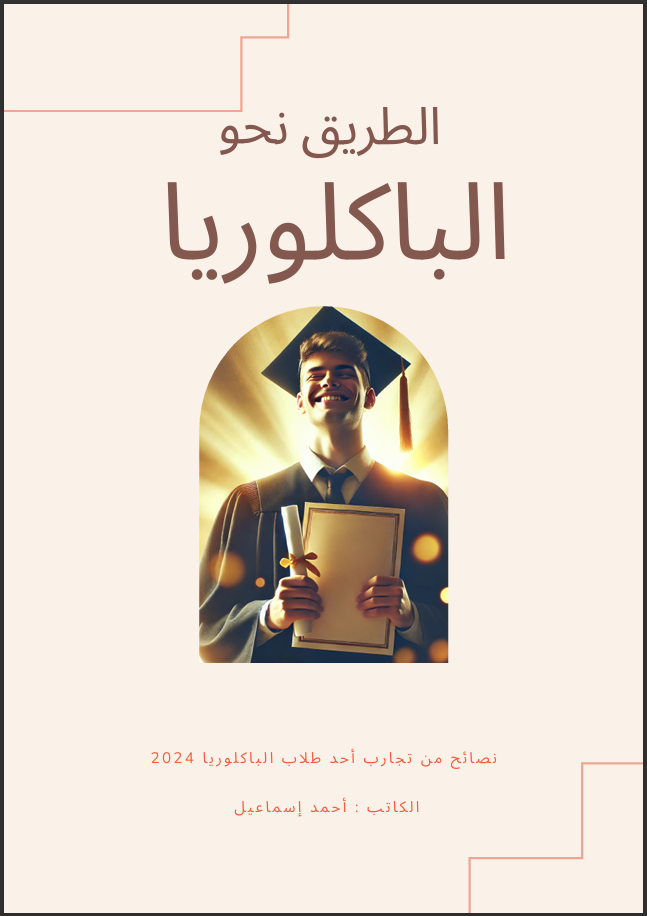 الطريق نحو
الباكلوريا
نصائح من تجارب أحد طلاب الباكلوريا 2024
الكاتب : أحمد إسماعيل